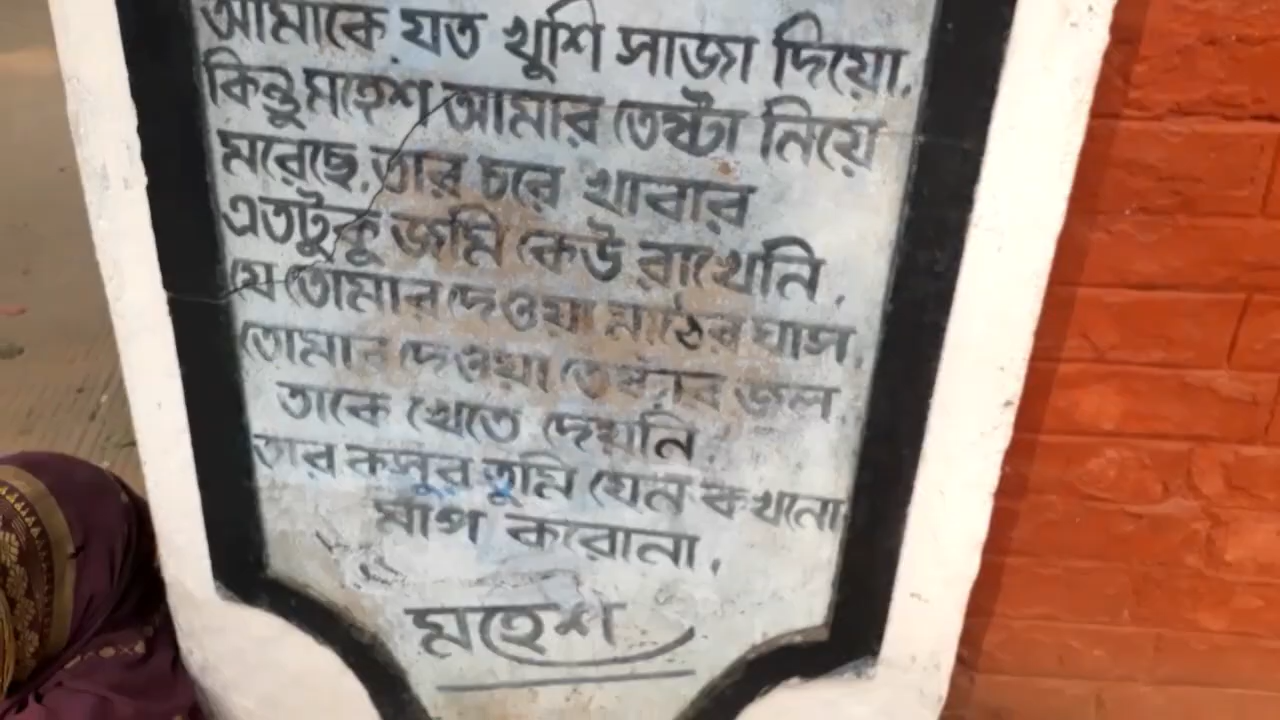 আমাকে যত খুশি সাজা দিয়ো.
কিন্তু মহেশ আমার তেষ্টা নিয়ে
মরেছে. তার চরে খাবার
এতটুকু জমি কেউ রাখেনি.
যে তোমার দেওয়া মাঠের ঘাস.
তোমার দেওয়া তেষ্টার জল
তাকে খেতে দেয়নি.
তার কসুর তুমি যেন কখনো
মাপ করোনা.
মহেশ